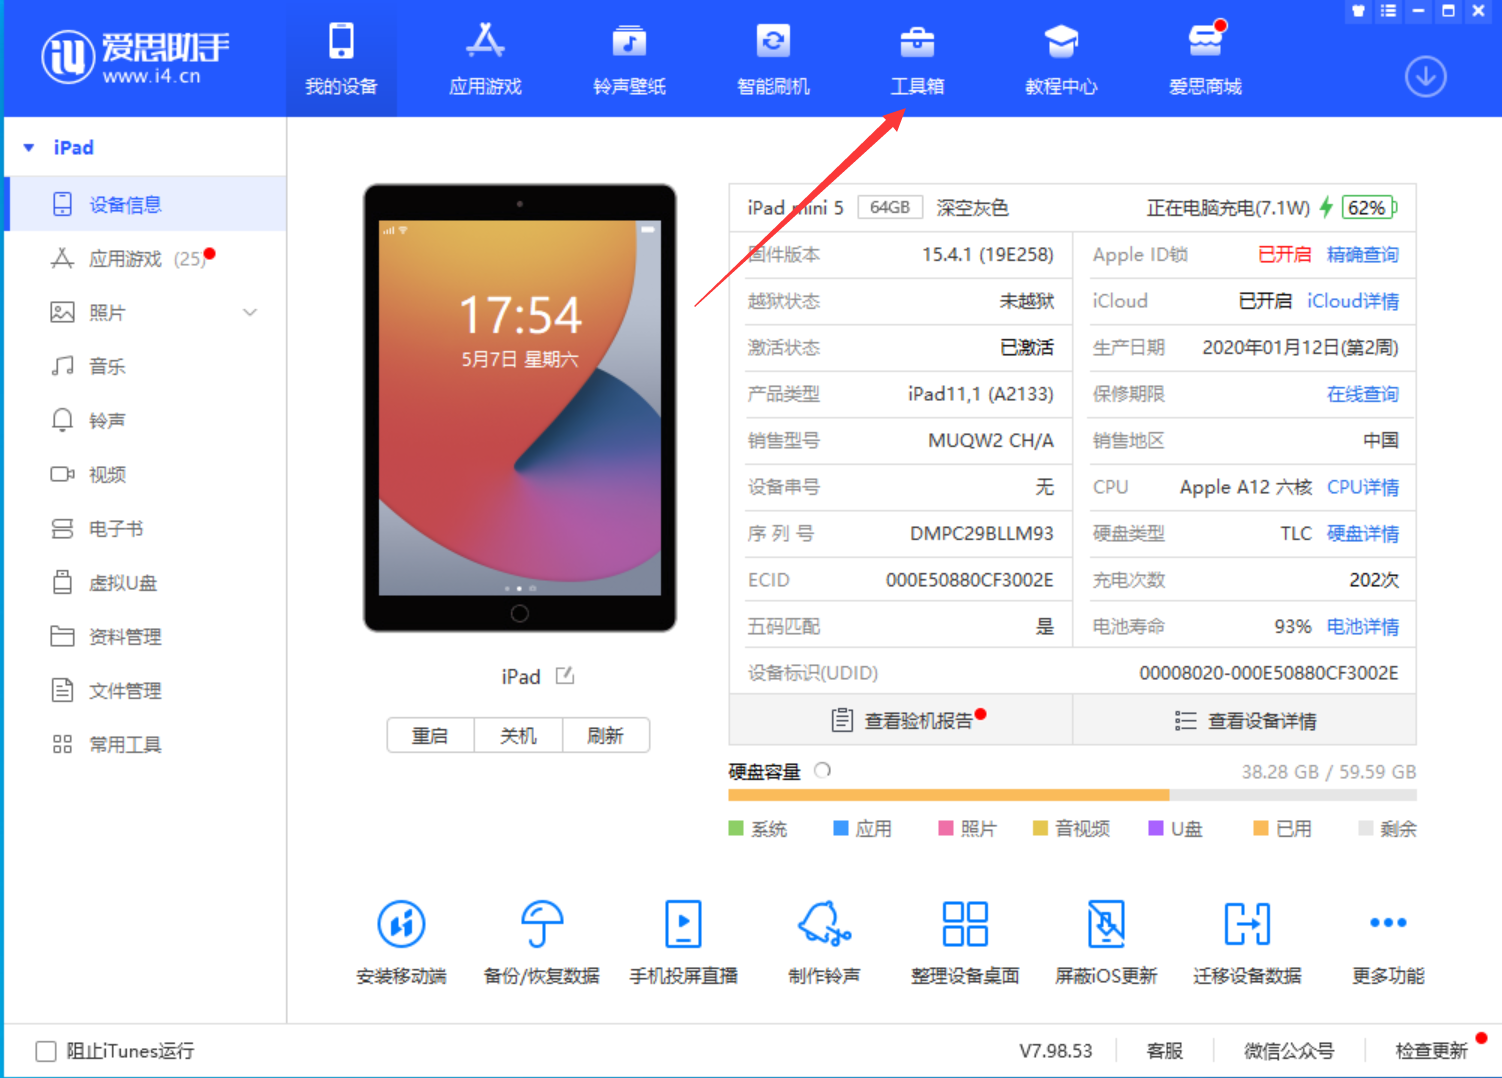 爱思助手
www.i4.cn
我的设备
应用游戏
铃声壁纸
智能刷机
工具箱
教程中心
爱思商城
iPad
设备信息
应用游戏 (25)
照片
音乐
铃声
视频
电子书
虚拟U盘
资料管理
文件管理
常用工具
17:54
5月7日 星期六
iPad
重启 关机 刷新
iPad mini 5 64GB 深空灰色 正在电脑充电(7.1W) 62%
固件版本 15.4.1 (19E258) Apple ID锁 已开启 精确查询
越狱状态 未越狱 iCloud 已开启 iCloud详情
激活状态 已激活 生产日期 2020年01月12日(第2周)
产品类型 iPad11,1 (A2133) 保修期限 在线查询
销售型号 MUQW2 CH/A 销售地区 中国
设备串号 无 CPU Apple A12 六核 CPU详情
序 列 号 DMPC29BLLM93 硬盘类型 TLC 硬盘详情
ECID 000E50880CF3002E 充电次数 202次
五码匹配 是 电池寿命 93% 电池详情
设备标识(UDID) 00008020-000E50880CF3002E
查看验机报告 查看设备详情
硬盘容量 38.28 GB / 59.59 GB
系统 应用 照片 音视频 U盘 已用 剩余
安装移动端 备份/恢复数据 手机投屏直播 制作铃声 整理设备桌面 屏蔽iOS更新 迁移设备数据 更多功能
阻止iTunes运行 V7.98.53 客服 微信公众号 检查更新